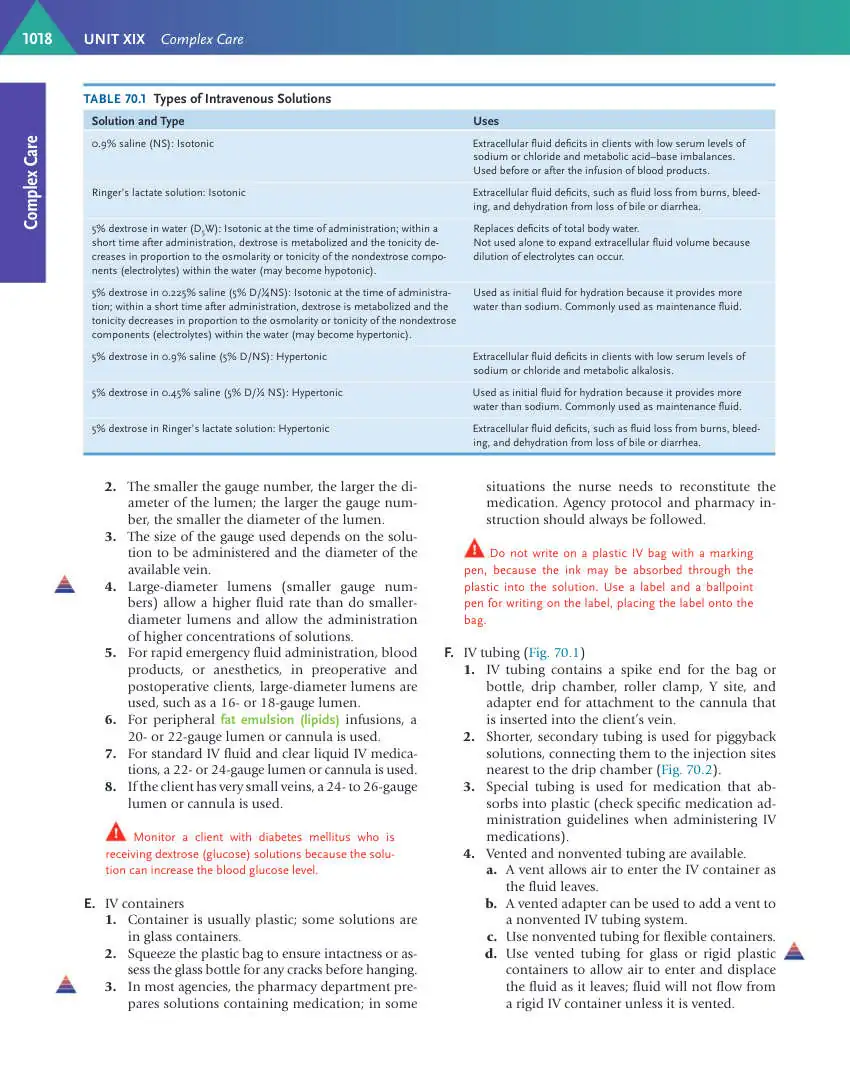 1018
UNIT XIX Complex Care
Complex Care
TABLE 70.1 Types of Intravenous Solutions
Solution and Type
Uses
0.9% saline (NS): Isotonic
Extracellular fluid deficits in clients with low serum levels of
sodium or chloride and metabolic acid–base imbalances.
Used before or after the infusion of blood products.
Ringer's lactate solution: Isotonic
Extracellular fluid deficits, such as fluid loss from burns, bleed-
ing, and dehydration from loss of bile or diarrhea.
5% dextrose in water (D5W): Isotonic at the time of administration; within a
short time after administration, dextrose is metabolized and the tonicity de-
creases in proportion to the osmolarity or tonicity of the nondextrose compo-
nents (electrolytes) within the water (may become hypotonic).
Replaces deficits of total body water.
Not used alone to expand extracellular fluid volume because
dilution of electrolytes can occur.
5% dextrose in 0.225% saline (5% D/¼NS): Isotonic at the time of administra-
tion; within a short time after administration, dextrose is metabolized and the
tonicity decreases in proportion to the osmolarity or tonicity of the nondextrose
components (electrolytes) within the water (may become hypertonic).
Used as initial fluid for hydration because it provides more
water than sodium. Commonly used as maintenance fluid.
5% dextrose in 0.9% saline (5% D/NS): Hypertonic
Extracellular fluid deficits in clients with low serum levels of
sodium or chloride and metabolic alkalosis.
5% dextrose in 0.45% saline (5% D/½ NS): Hypertonic
Used as initial fluid for hydration because it provides more
water than sodium. Commonly used as maintenance fluid.
5% dextrose in Ringer's lactate solution: Hypertonic
Extracellular fluid deficits, such as fluid loss from burns, bleed-
ing, and dehydration from loss of bile or diarrhea.
2. The smaller the gauge number, the larger the di-
ameter of the lumen; the larger the gauge num-
ber, the smaller the diameter of the lumen.
3. The size of the gauge used depends on the solu-
tion to be administered and the diameter of the
available vein.
4. Large-diameter lumens (smaller gauge num-
bers) allow a higher fluid rate than do smaller-
diameter lumens and allow the administration
of higher concentrations of solutions.
5. For rapid emergency fluid administration, blood
products, or anesthetics, in preoperative and
postoperative clients, large-diameter lumens are
used, such as a 16- or 18-gauge lumen.
6. For peripheral fat emulsion (lipids) infusions, a
20- or 22-gauge lumen or cannula is used.
7. For standard IV fluid and clear liquid IV medica-
tions, a 22- or 24-gauge lumen or cannula is used.
8. If the client has very small veins, a 24- to 26-gauge
lumen or cannula is used.
Monitor a client with diabetes mellitus who is
receiving dextrose (glucose) solutions because the solu-
tion can increase the blood glucose level.
E. IV containers
1. Container is usually plastic; some solutions are
in glass containers.
2. Squeeze the plastic bag to ensure intactness or as-
sess the glass bottle for any cracks before hanging.
3. In most agencies, the pharmacy department pre-
pares solutions containing medication; in some
situations the nurse needs to reconstitute the
medication. Agency protocol and pharmacy in-
struction should always be followed.
Do not write on a plastic IV bag with a marking
pen, because the ink may be absorbed through the
plastic into the solution. Use a label and a ballpoint
pen for writing on the label, placing the label onto the
bag.
F. IV tubing (Fig. 70.1)
1. IV tubing contains a spike end for the bag or
bottle, drip chamber, roller clamp, Y site, and
adapter end for attachment to the cannula that
is inserted into the client's vein.
2. Shorter, secondary tubing is used for piggyback
solutions, connecting them to the injection sites
nearest to the drip chamber (Fig. 70.2).
3. Special tubing is used for medication that ab-
sorbs into plastic (check specific medication ad-
ministration guidelines when administering IV
medications).
4. Vented and nonvented tubing are available.
a. A vent allows air to enter the IV container as
the fluid leaves.
b. A vented adapter can be used to add a vent to
a nonvented IV tubing system.
c. Use nonvented tubing for flexible containers.
d. Use vented tubing for glass or rigid plastic
containers to allow air to enter and displace
the fluid as it leaves; fluid will not flow from
a rigid IV container unless it is vented.